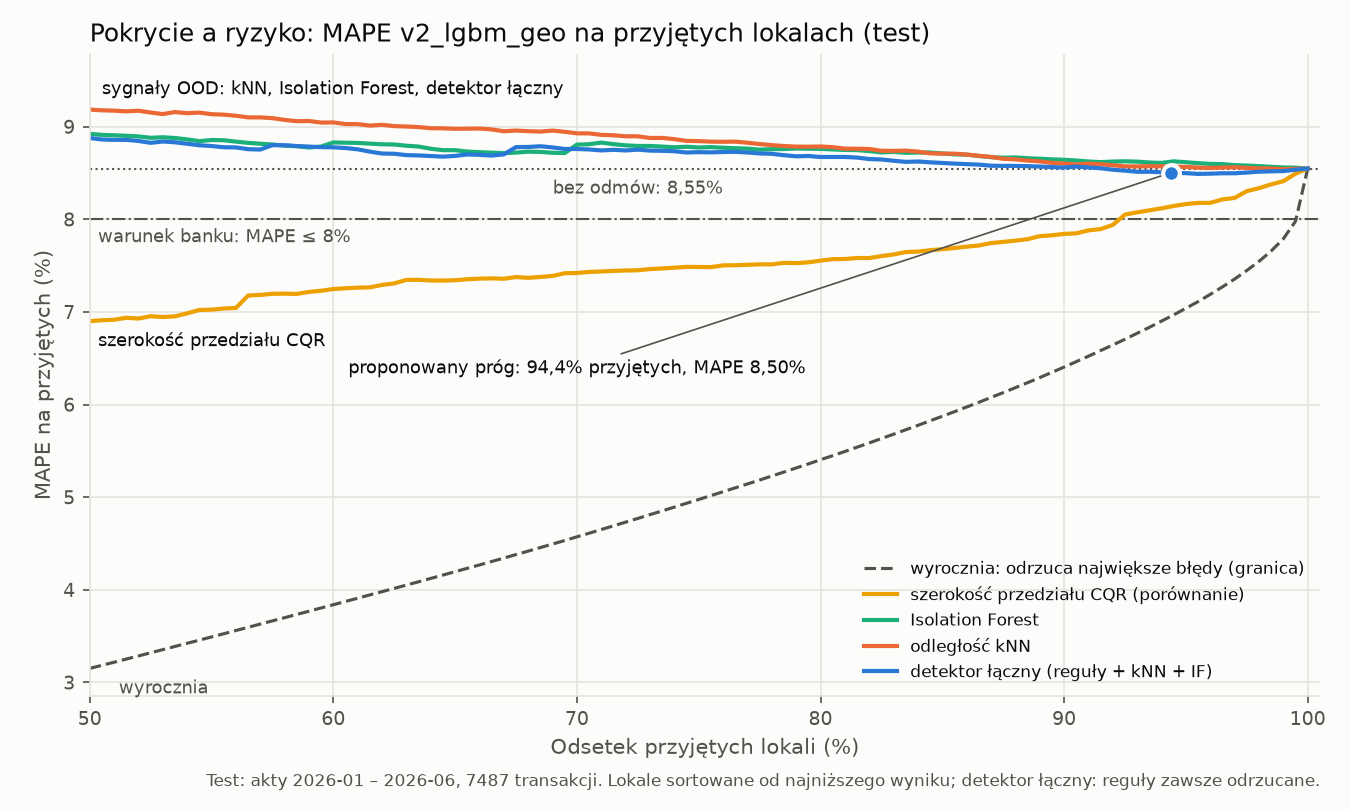 Pokrycie a ryzyko: MAPE v2_lgbm_geo na przyjętych lokalach (test)
sygnały OOD: kNN, Isolation Forest, detektor łączny
bez odmów: 8,55%
warunek banku: MAPE ≤ 8%
szerokość przedziału CQR
proponowany próg: 94,4% przyjętych, MAPE 8,50%
wyrocznia
MAPE na przyjętych (%)
9
8
7
6
5
4
3
wyrocznia: odrzuca największe błędy (granica)
szerokość przedziału CQR (porównanie)
Isolation Forest
odległość kNN
detektor łączny (reguły + kNN + IF)
50 60 70 80 90 100
Odsetek przyjętych lokali (%)
Test: akty 2026-01 – 2026-06, 7487 transakcji. Lokale sortowane od najniższego wyniku; detektor łączny: reguły zawsze odrzucane.